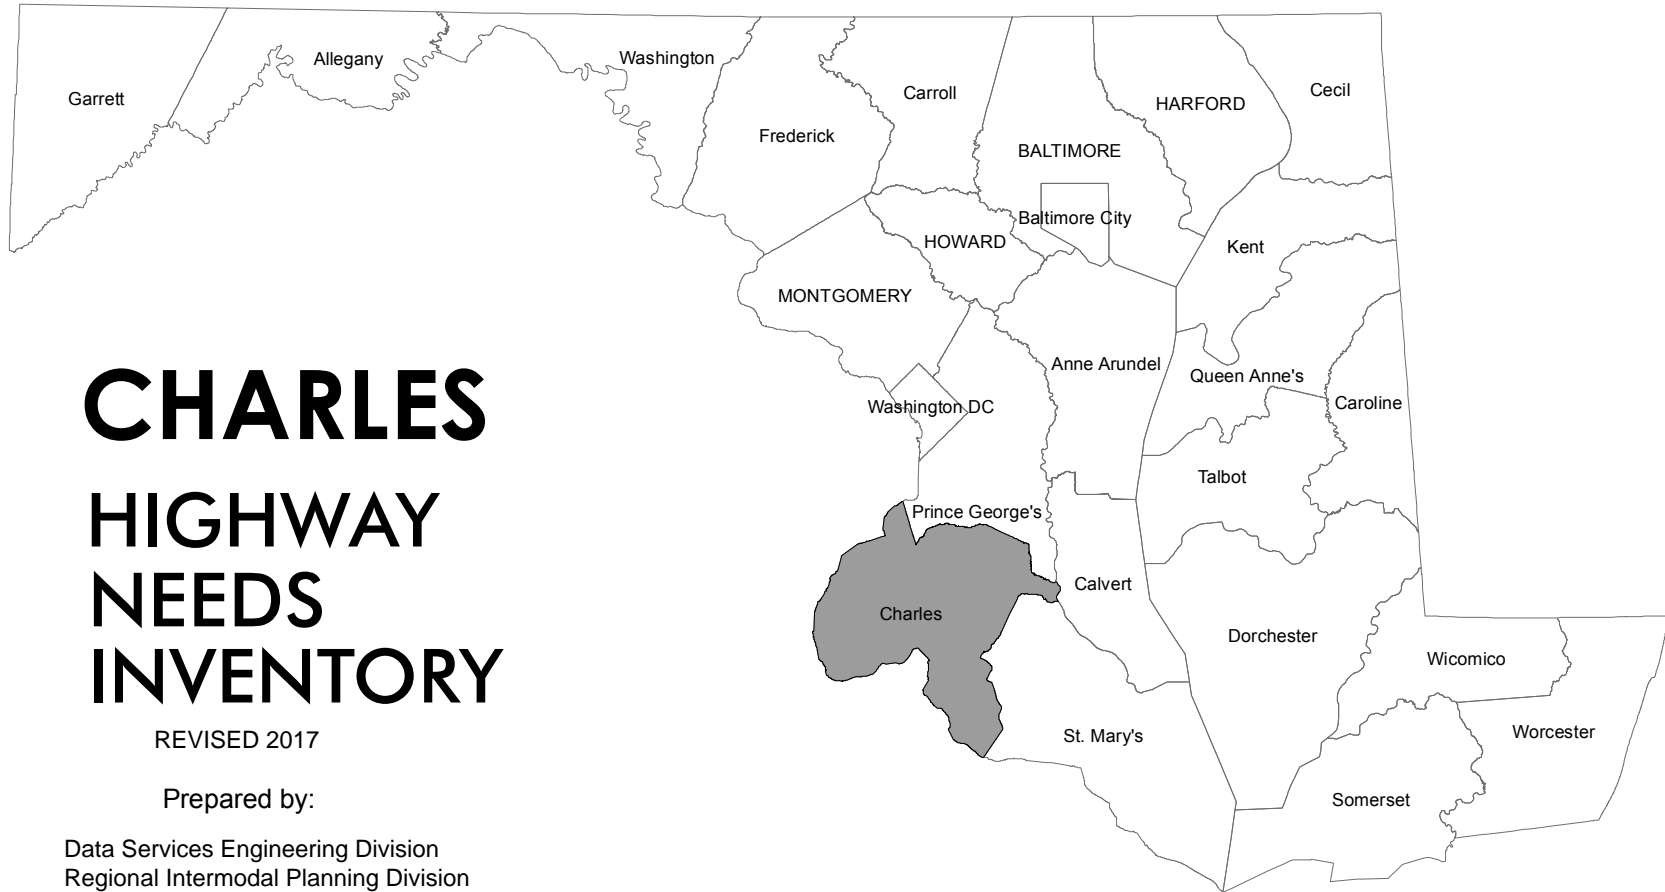 Garrett
Allegany
Washington
Frederick
Carroll
BALTIMORE
HARFORD
Cecil
Baltimore City
HOWARD
Kent
MONTGOMERY
Anne Arundel
Queen Anne's
Caroline
Washington DC
Talbot
Prince George's
Calvert
Charles
Dorchester
Wicomico
St. Mary's
Worcester
Somerset
CHARLES
HIGHWAY
NEEDS
INVENTORY
REVISED 2017
Prepared by:
Data Services Engineering Division
Regional Intermodal Planning Division